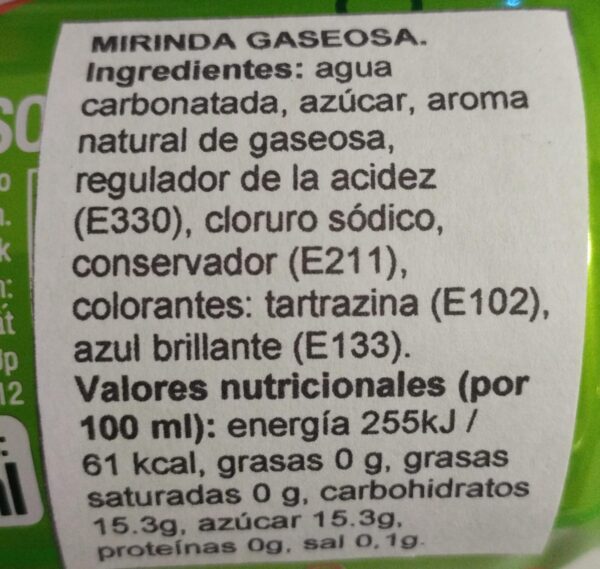 MIRINDA GASEOSA.
Ingredientes: agua
carbonatada, azúcar, aroma
natural de gaseosa,
regulador de la acidez
(E330), cloruro sódico,
conservador (E211),
colorantes: tartrazina (E102),
azul brillante (E133).
Valores nutricionales (por
100 ml): energía 255kJ /
61 kcal, grasas 0 g, grasas
saturadas 0 g, carbohidratos
15.3g, azúcar 15.3g,
proteínas 0g, sal 0,1g.